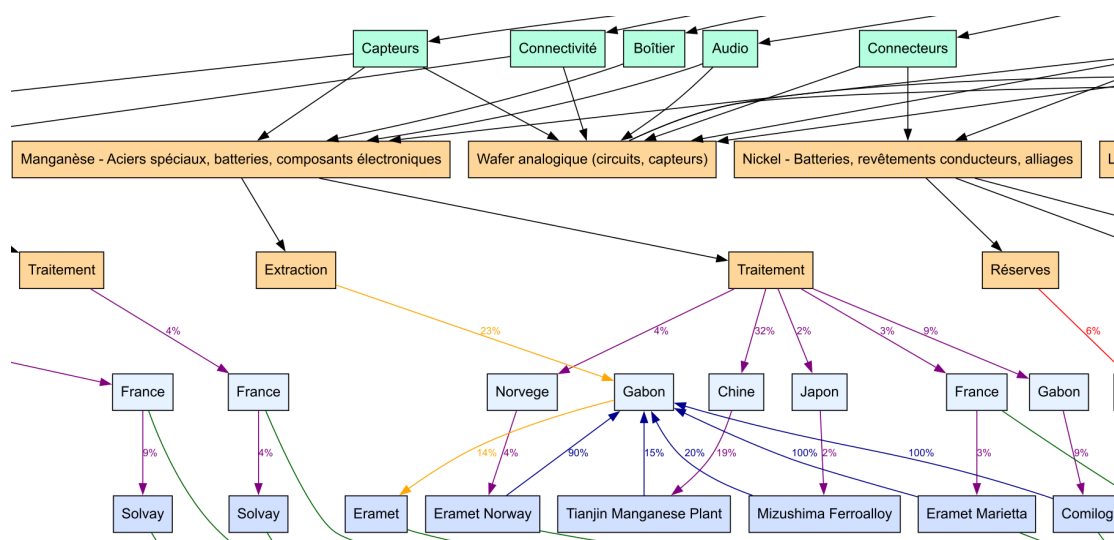 Capteurs
Connectivité
Boîtier
Audio
Connecteurs
Manganèse - Aciers spéciaux, batteries, composants électroniques
Wafer analogique (circuits, capteurs)
Nickel - Batteries, revêtements conducteurs, alliages
L
Traitement
Extraction
Traitement
Réserves
4%
23%
4%
32%
2%
3%
9%
6%
France
France
Norvege
Gabon
Chine
Japon
France
Gabon
9%
4%
14%
4%
90%
15%
20%
19%
2%
100%
3%
100%
9%
Solvay
Solvay
Eramet
Eramet Norway
Tianjin Manganese Plant
Mizushima Ferroalloy
Eramet Marietta
Comilog